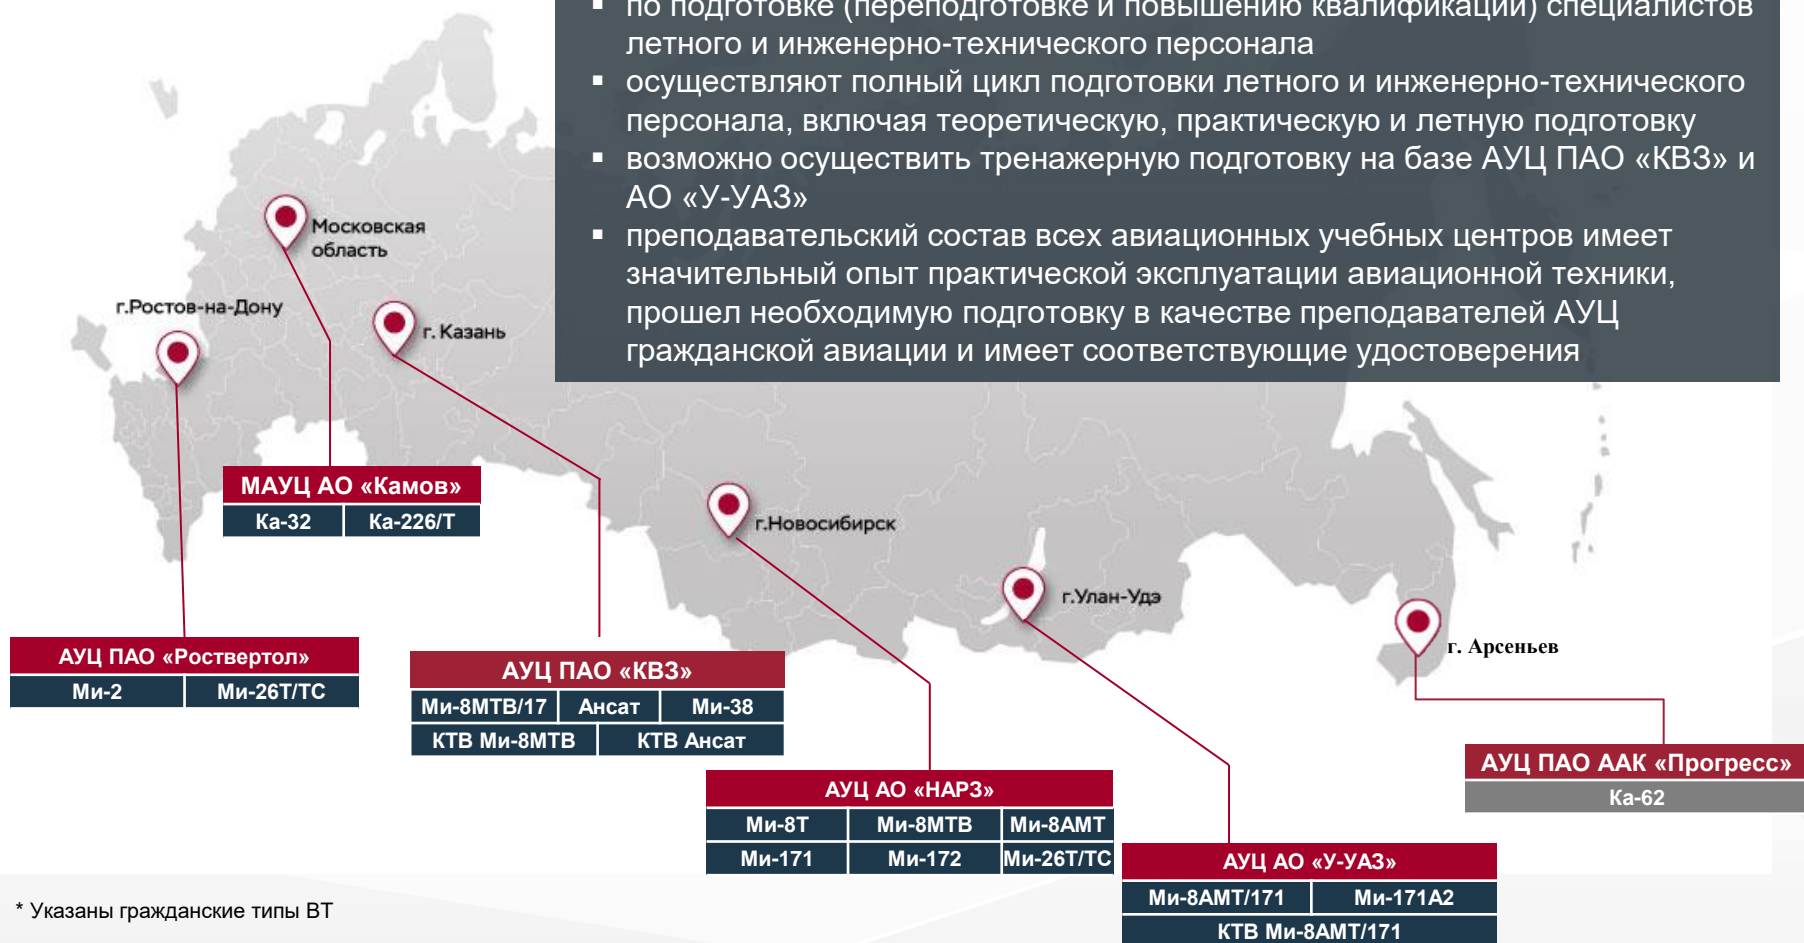 по подготовке (переподготовке и повышению квалификации) специалистов
летного и инженерно-технического персонала
осуществляют полный цикл подготовки летного и инженерно-технического
персонала, включая теоретическую, практическую и летную подготовку
возможно осуществить тренажерную подготовку на базе АУЦ ПАО «КВЗ» и
АО «У-УАЗ»
преподавательский состав всех авиационных учебных центров имеет
значительный опыт практической эксплуатации авиационной техники,
прошел необходимую подготовку в качестве преподавателей АУЦ
гражданской авиации и имеет соответствующие удостоверения
Московская
область
г.Ростов-на-Дону
г. Казань
г.Новосибирск
г.Улан-Удэ
г. Арсеньев
МАУЦ АО «Камов»
Ка-32 Ка-226/Т
АУЦ ПАО «Роствертол»
Ми-2 Ми-26Т/ТС
АУЦ ПАО «КВЗ»
Ми-8МТВ/17 Ансат Ми-38
КТВ Ми-8МТВ КТВ Ансат
АУЦ АО «НАРЗ»
Ми-8Т Ми-8МТВ Ми-8АМТ
Ми-171 Ми-172 Ми-26Т/ТС
АУЦ АО «У-УАЗ»
Ми-8АМТ/171 Ми-171А2
КТВ Ми-8АМТ/171
АУЦ ПАО ААК «Прогресс»
Ка-62
* Указаны гражданские типы ВТ